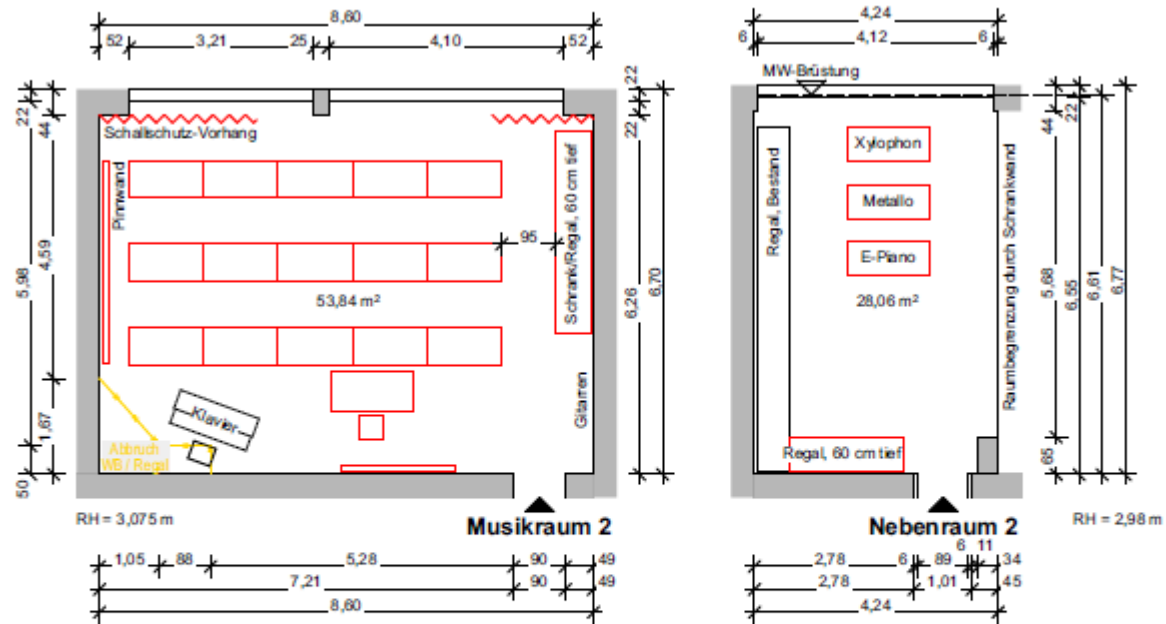 8,60
52 3,21 25 4,10 52
22
44
4,59
5,98
1,67
50
22
22
6,26
6,70
Schallschutz-Vorhang
Pinnwand
Schrank/Regal, 60 cm tief
95
53,84 m²
Gitarren
Klavier
Abbruch
WB / Regal
RH = 3,075 m
Musikraum 2
1,05 88 5,28 90 49
7,21 90 49
8,60
4,24
6 4,12 6
MW-Brüstung
Xylophon
Metallo
E-Piano
Regal, Bestand
28,06 m²
Raumbegrenzung durch Schrankwand
44
22
5,68
6,55
6,61
6,77
65
Regal, 60 cm tief
Nebenraum 2
RH = 2,98 m
2,78 6 89 6 11 34
2,78 1,01 45
4,24